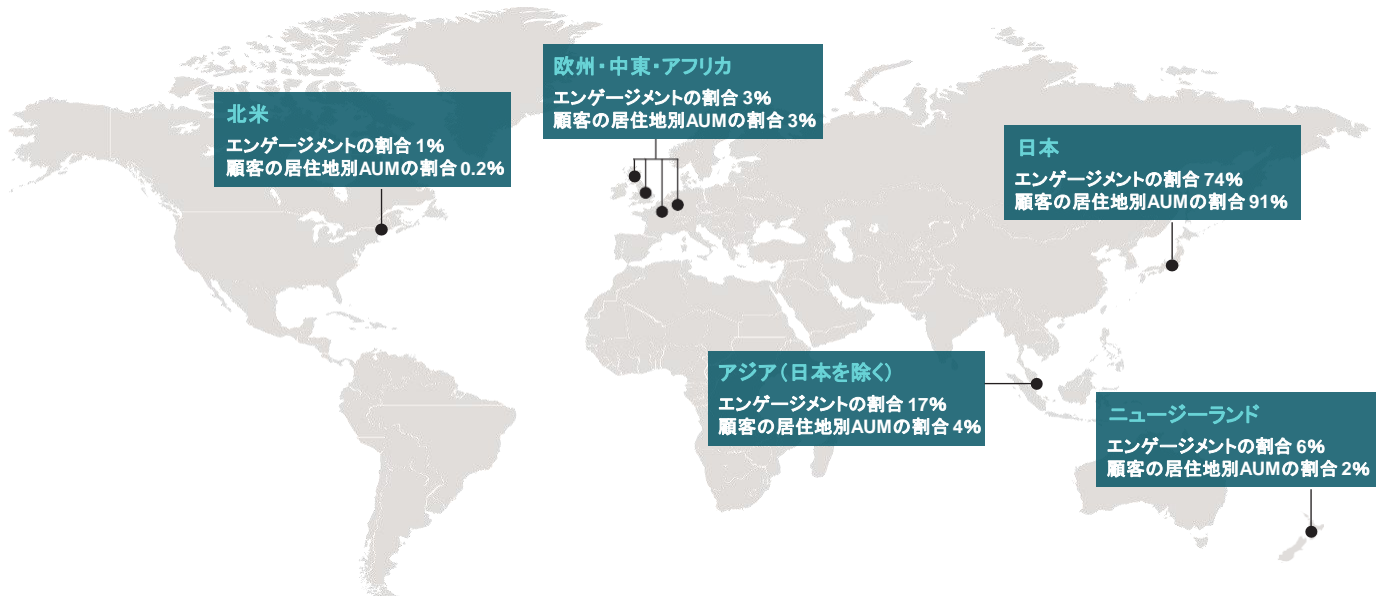 欧州・中東・アフリカ
エンゲージメントの割合 3%
顧客の居住地別AUMの割合 3%
北米
エンゲージメントの割合 1%
顧客の居住地別AUMの割合 0.2%
日本
エンゲージメントの割合 74%
顧客の居住地別AUMの割合 91%
アジア（日本を除く）
エンゲージメントの割合 17%
顧客の居住地別AUMの割合 4%
ニュージーランド
エンゲージメントの割合 6%
顧客の居住地別AUMの割合 2%